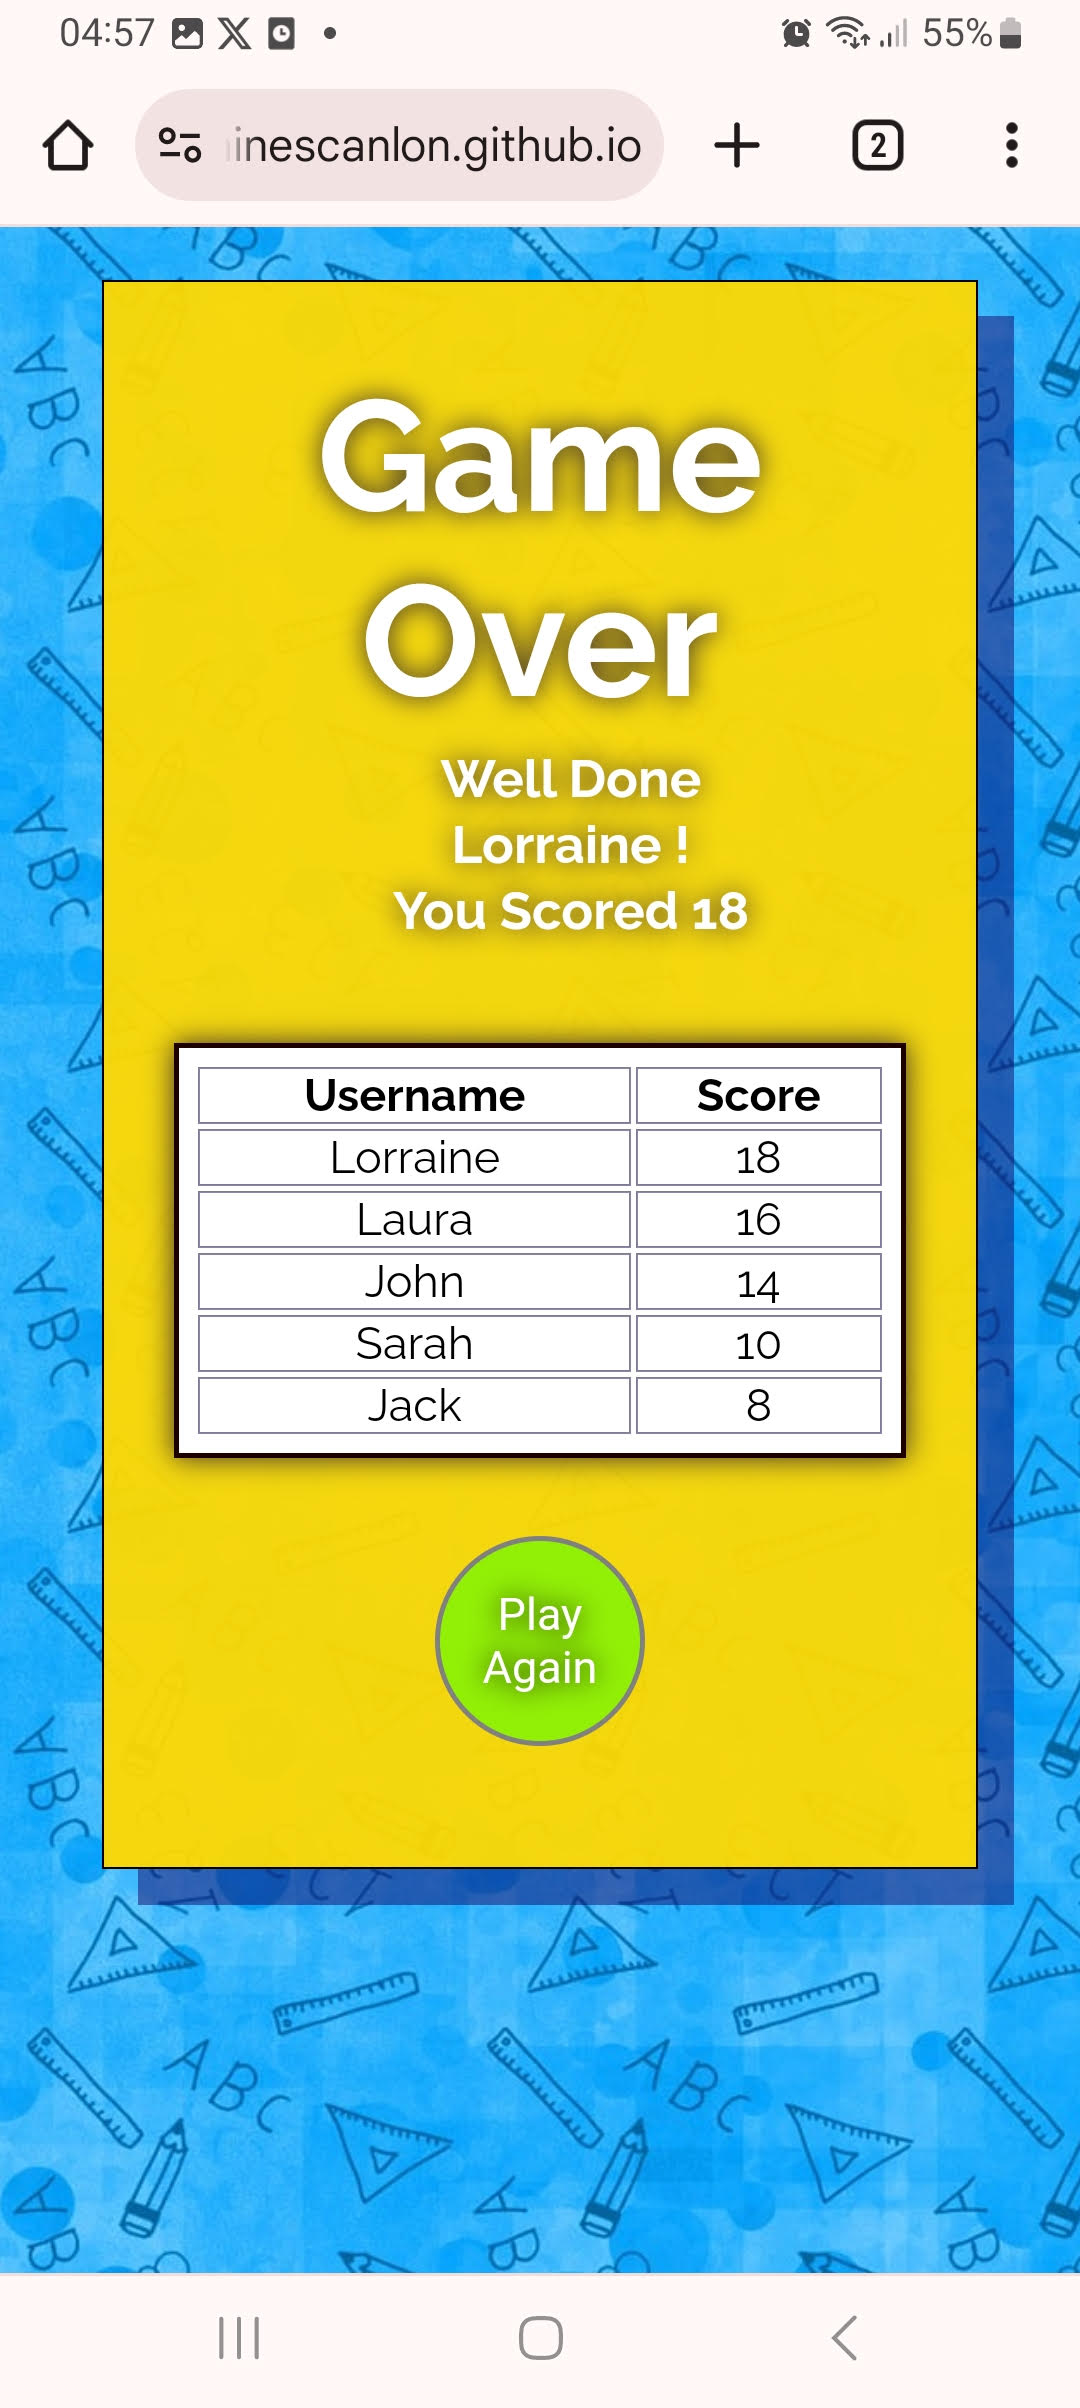 04:57 55%
inescanlon.github.io 2
Game
Over
Well Done
Lorraine !
You Scored 18
Username Score
Lorraine 18
Laura 16
John 14
Sarah 10
Jack 8
Play
Again
ABC